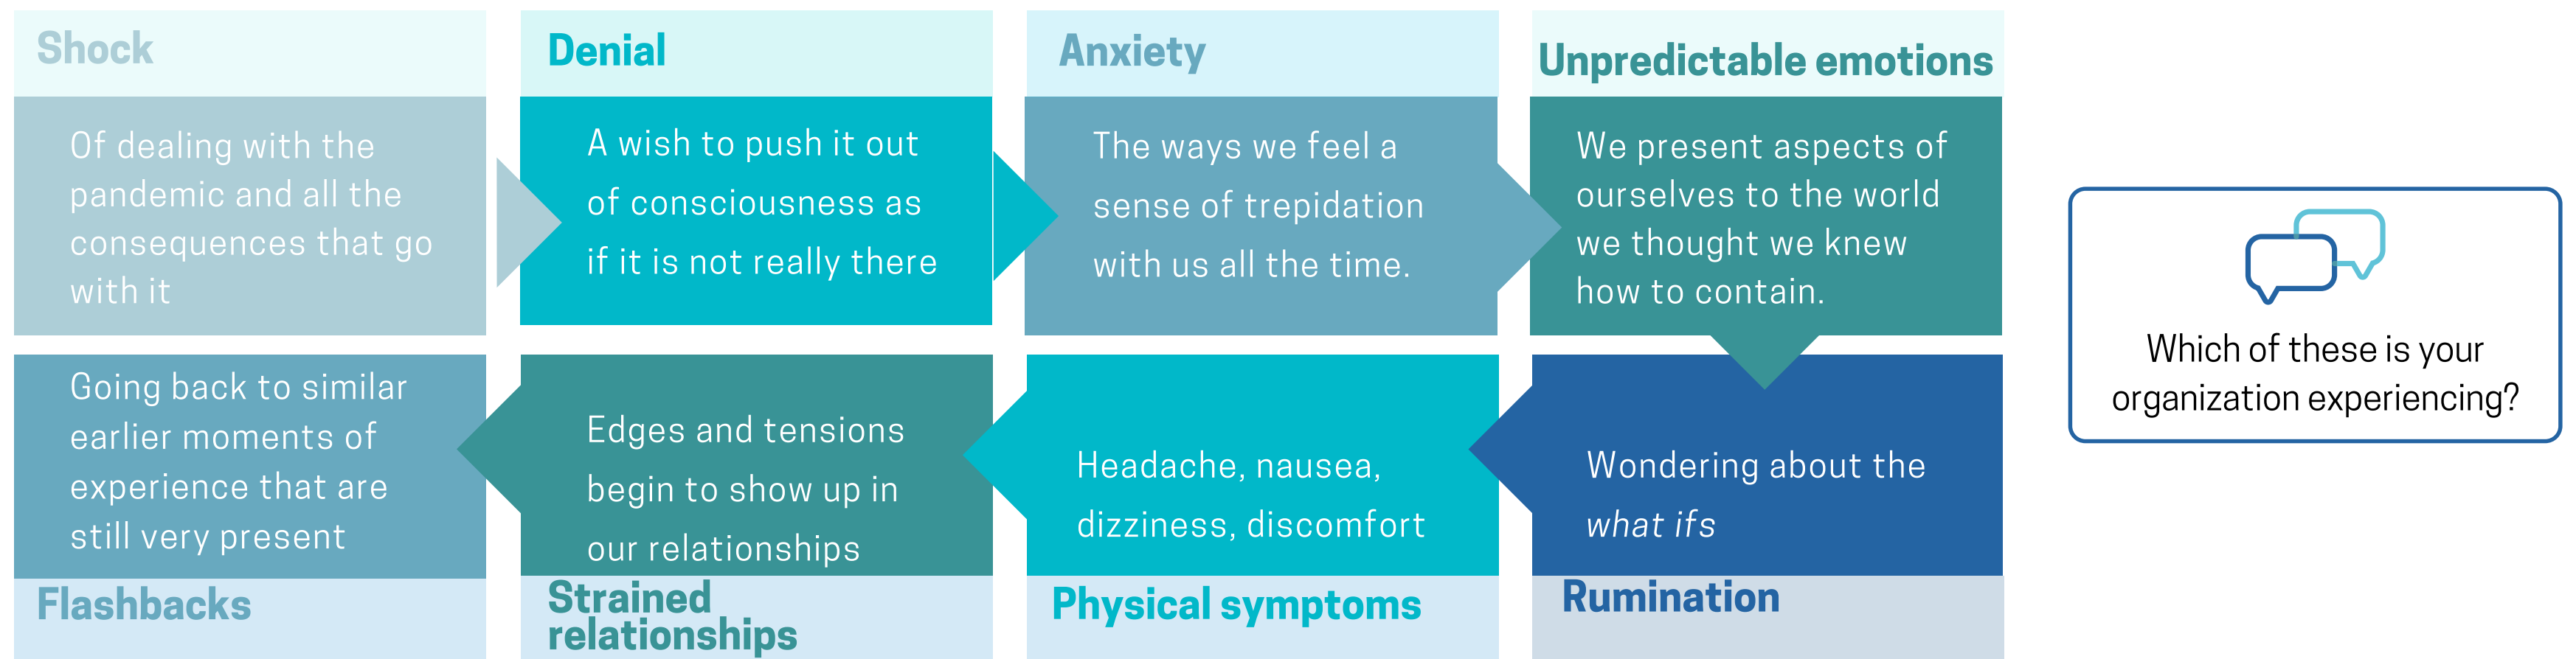 Shock
Of dealing with the
pandemic and all the
consequences that go
with it
Denial
A wish to push it out
of consciousness as
if it is not really there
Anxiety
The ways we feel a
sense of trepidation
with us all the time.
Unpredictable emotions
We present aspects of
ourselves to the world
we thought we knew
how to contain.
Wondering about the
what ifs
Rumination
Headache, nausea,
dizziness, discomfort
Physical symptoms
Edges and tensions
begin to show up in
our relationships
Strained
relationships
Going back to similar
earlier moments of
experience that are
still very present
Flashbacks
Which of these is your
organization experiencing?